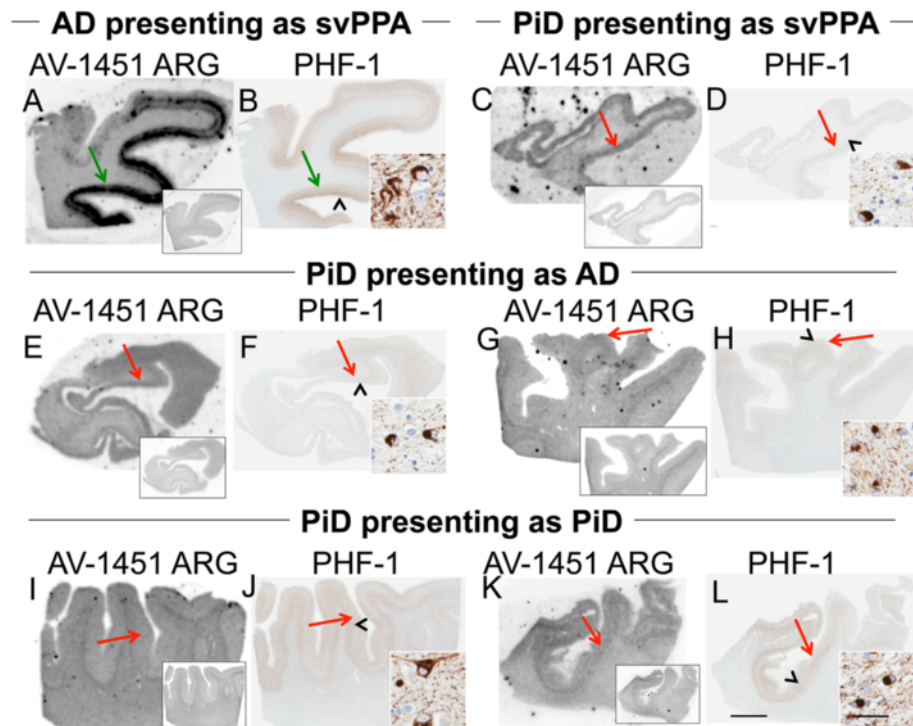 AD presenting as svPPA
PiD presenting as svPPA
AV-1451 ARG
PHF-1
AV-1451 ARG
PHF-1
A
B
C
D
PiD presenting as AD
AV-1451 ARG
PHF-1
AV-1451 ARG
PHF-1
E
F
G
H
PiD presenting as PiD
AV-1451 ARG
PHF-1
AV-1451 ARG
PHF-1
I
J
K
L